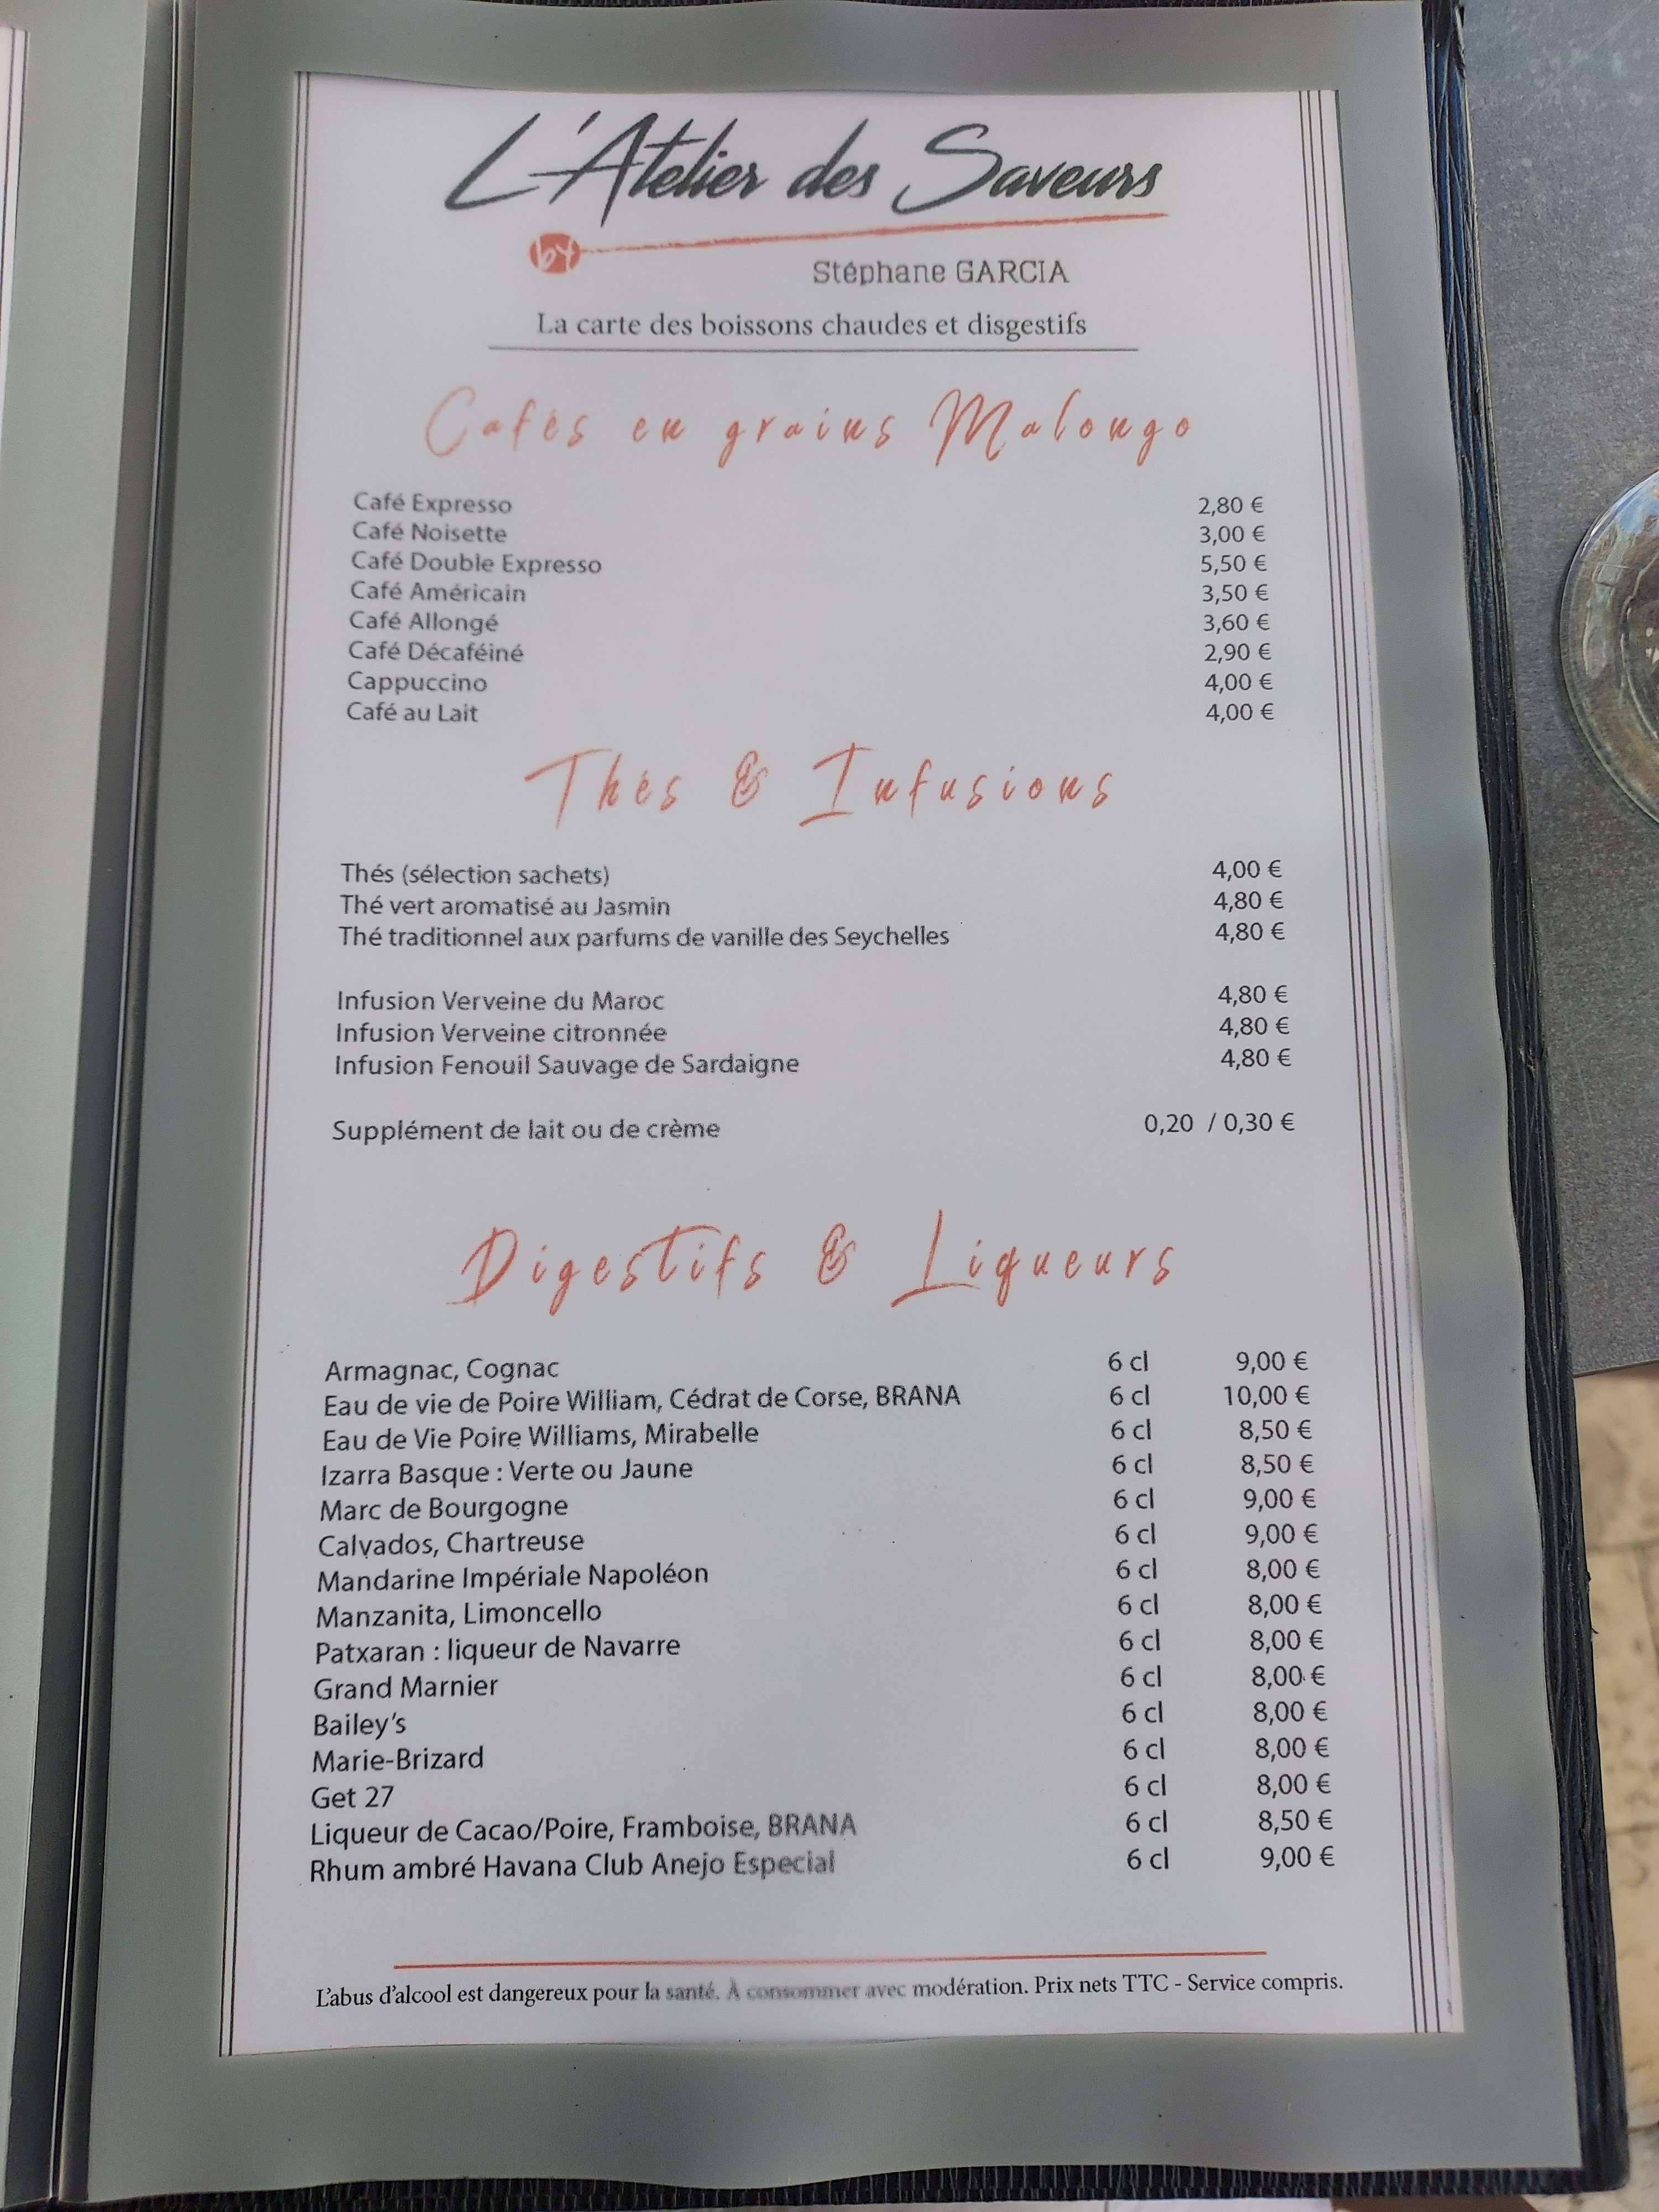 L'Atelier des Saveurs
by
Stéphane GARCIA
La carte des boissons chaudes et disgestifs
Cafés en grains Malongo
Café Expresso 2,80 €
Café Noisette 3,00 €
Café Double Expresso 5,50 €
Café Américain 3,50 €
Café Allongé 3,60 €
Café Décaféiné 2,90 €
Cappuccino 4,00 €
Café au Lait 4,00 €
Thés & Infusions
Thés (sélection sachets) 4,00 €
Thé vert aromatisé au Jasmin 4,80 €
Thé traditionnel aux parfums de vanille des Seychelles 4,80 €
Infusion Verveine du Maroc 4,80 €
Infusion Verveine citronnée 4,80 €
Infusion Fenouil Sauvage de Sardaigne 4,80 €
Supplément de lait ou de crème 0,20 / 0,30 €
Digestifs & Liqueurs
Armagnac, Cognac 6 cl 9,00 €
Eau de vie de Poire William, Cédrat de Corse, BRANA 6 cl 10,00 €
Eau de Vie Poire Williams, Mirabelle 6 cl 8,50 €
Izarra Basque : Verte ou Jaune 6 cl 8,50 €
Marc de Bourgogne 6 cl 9,00 €
Calvados, Chartreuse 6 cl 9,00 €
Mandarine Impériale Napoléon 6 cl 8,00 €
Manzanita, Limoncello 6 cl 8,00 €
Patxaran : liqueur de Navarre 6 cl 8,00 €
Grand Marnier 6 cl 8,00 €
Bailey's 6 cl 8,00 €
Marie-Brizard 6 cl 8,00 €
Get 27 6 cl 8,00 €
Liqueur de Cacao/Poire, Framboise, BRANA 6 cl 8,50 €
Rhum ambré Havana Club Anejo Especial 6 cl 9,00 €
L'abus d'alcool est dangereux pour la santé. À consommer avec modération. Prix nets TTC - Service compris.